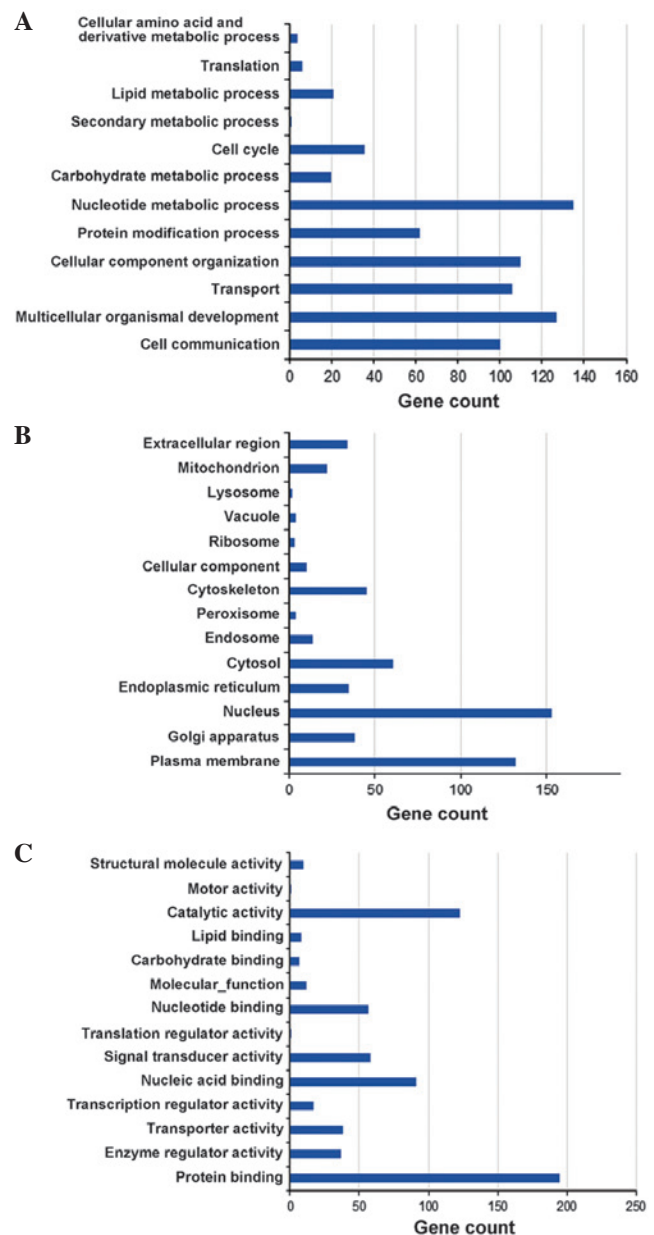 A
Cellular amino acid and
derivative metabolic process
Translation
Lipid metabolic process
Secondary metabolic process
Cell cycle
Carbohydrate metabolic process
Nucleotide metabolic process
Protein modification process
Cellular component organization
Transport
Multicellular organismal development
Cell communication
0 20 40 60 80 100 120 140 160
Gene count
B
Extracellular region
Mitochondrion
Lysosome
Vacuole
Ribosome
Cellular component
Cytoskeleton
Peroxisome
Endosome
Cytosol
Endoplasmic reticulum
Nucleus
Golgi apparatus
Plasma membrane
0 50 100 150
Gene count
C
Structural molecule activity
Motor activity
Catalytic activity
Lipid binding
Carbohydrate binding
Molecular_function
Nucleotide binding
Translation regulator activity
Signal transducer activity
Nucleic acid binding
Transcription regulator activity
Transporter activity
Enzyme regulator activity
Protein binding
0 50 100 150 200 250
Gene count